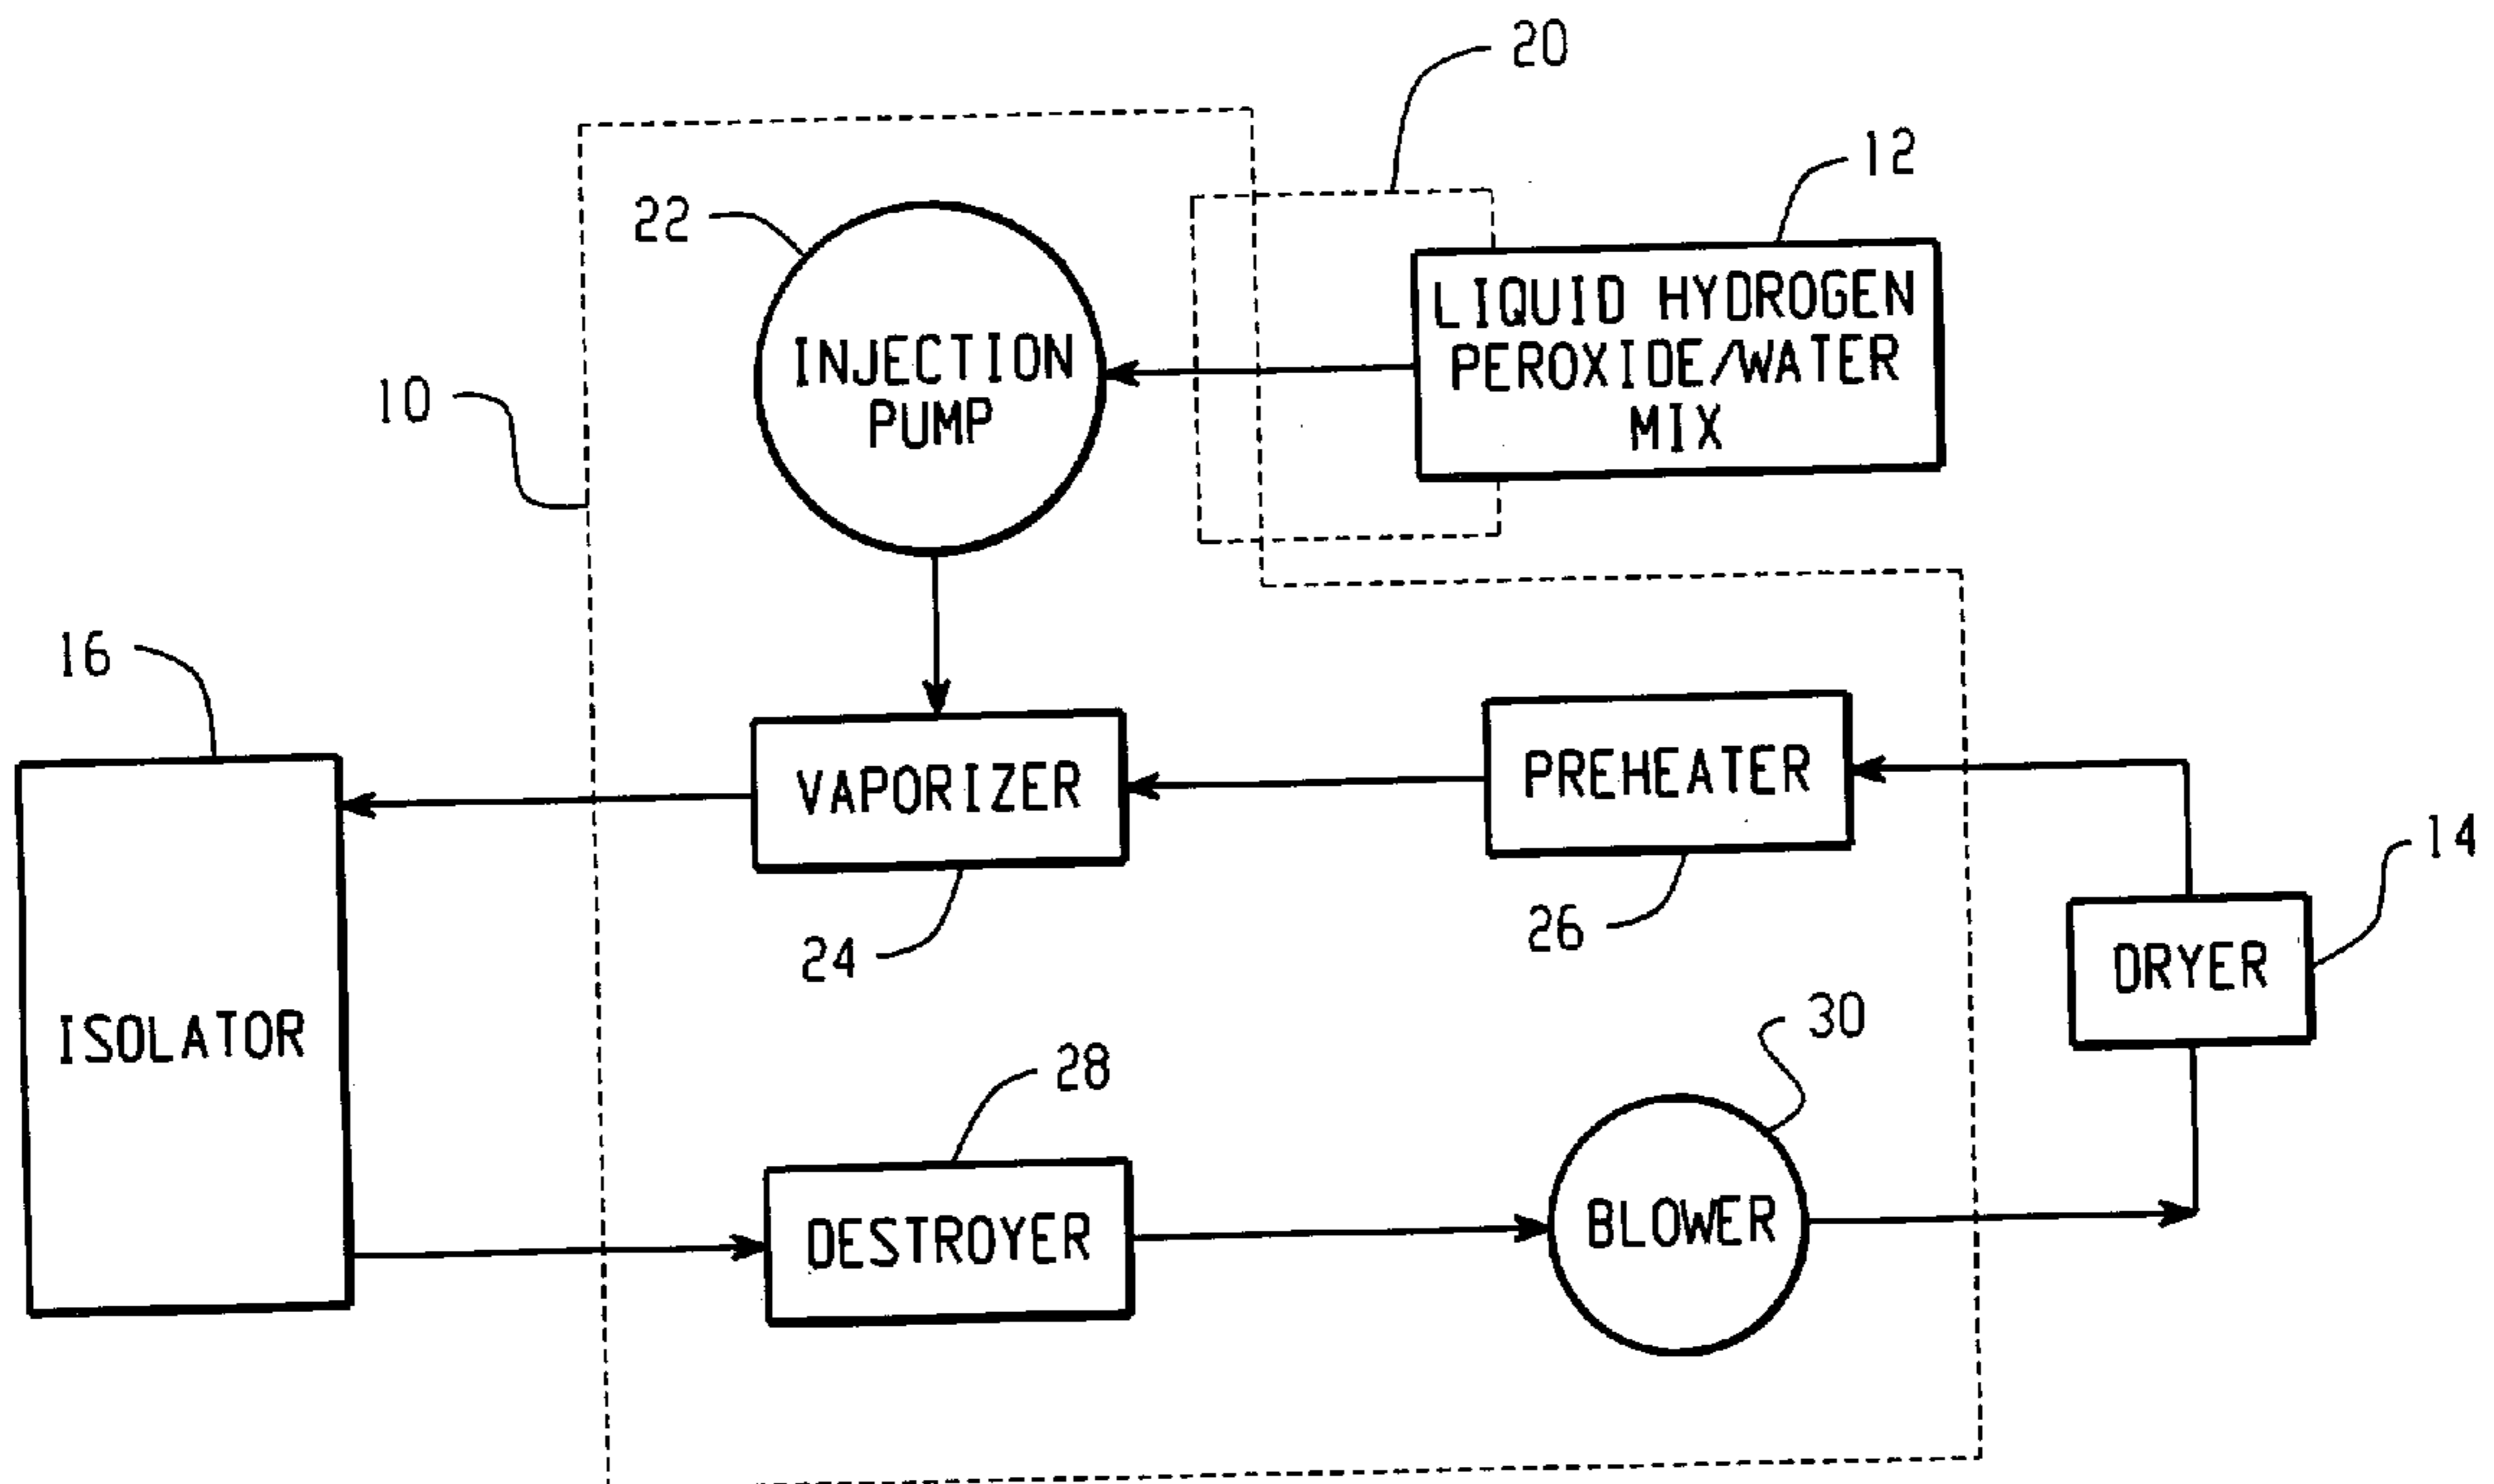 20
12
22
LIQUID HYDROGEN
PEROXIDE/WATER
MIX
INJECTION
PUMP
10
16
PREHEATER
VAPORIZER
14
26
24
DRYER
30
ISOLATOR
28
BLOWER
DESTROYER